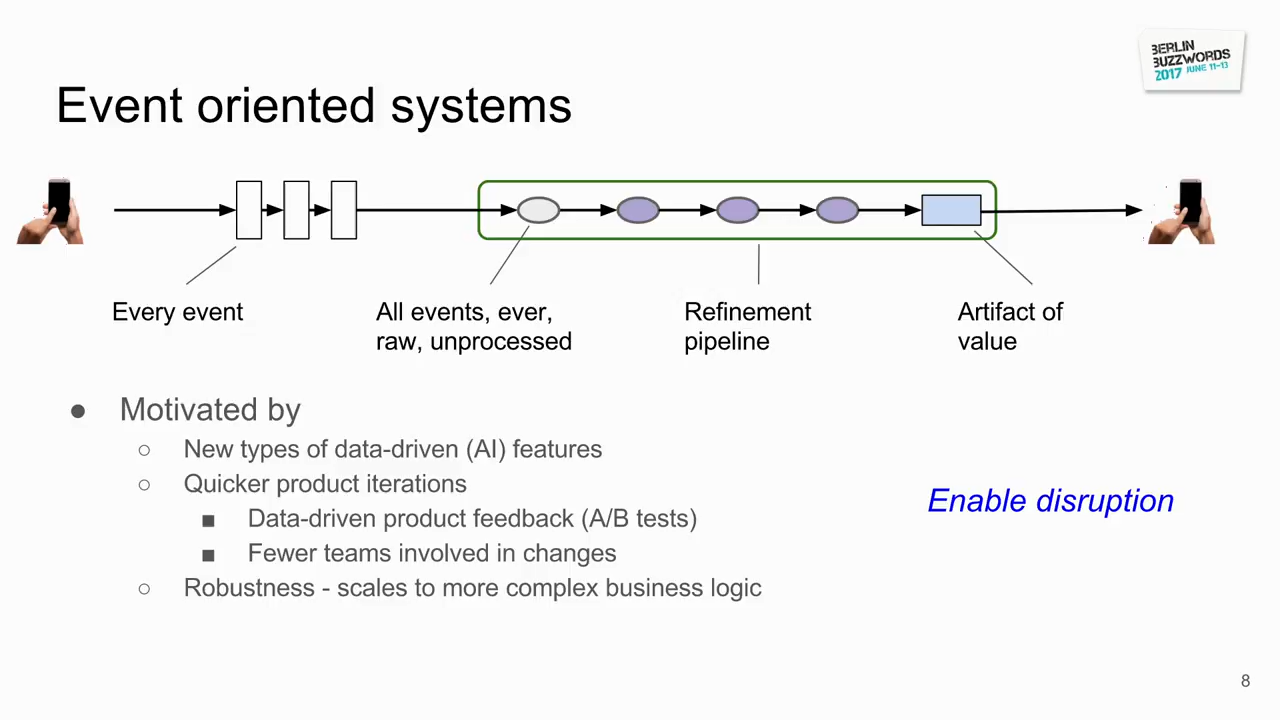 BERLIN
BUZZWORDS
2017 JUNE 11-13
Event oriented systems
Every event
All events, ever,
raw, unprocessed
Refinement
pipeline
Artifact of
value
● Motivated by
○ New types of data-driven (AI) features
○ Quicker product iterations
■ Data-driven product feedback (A/B tests)
■ Fewer teams involved in changes
○ Robustness - scales to more complex business logic
Enable disruption
8